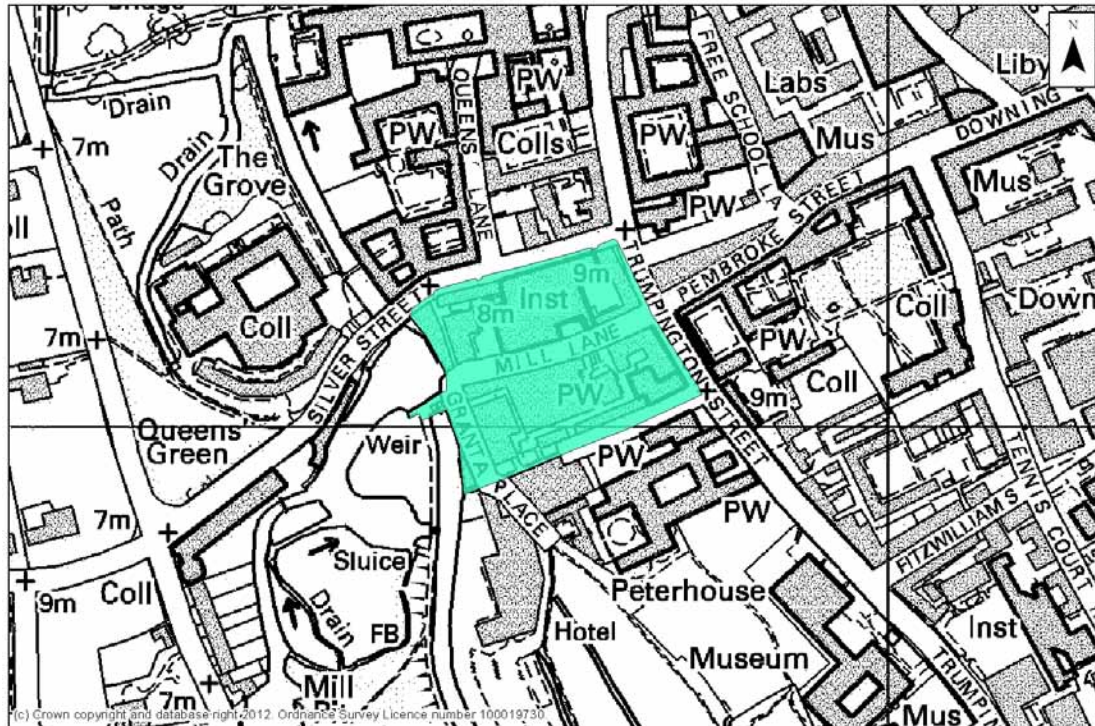 N
Drain
Drain
7m
The
Grove
Path
Coll
7m
Queens'
Green
SILVER STREET
PW
QUEENS
LANE
PW
Colls
PW
FREE SCHOOL LA
Labs
Mus
Liby
DOWNING
PW
PEMBROKE STREET
Mus
TRUMPINGTON STREET
8m
Inst
9m
MILL LANE
PW
GRANTA
PLACE
PW
Coll
9m
PW
Coll
Down
Weir
7m
9m
Coll
Sluice
Drain
FB
Mill
7m
Hotel
Peterhouse
Museum
PW
FITZWILLIAM S
TENNIS COURT
Inst
Mus
TRUMPI
(c) Crown copyright and database right 2012. Ordnance Survey Licence number 100019730